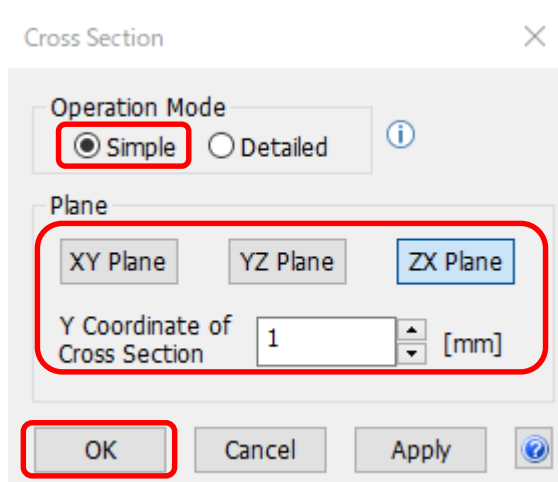 Cross Section
Operation Mode
Simple Detailed
Plane
XY Plane YZ Plane ZX Plane
Y Coordinate of
Cross Section 1 [mm]
OK Cancel Apply